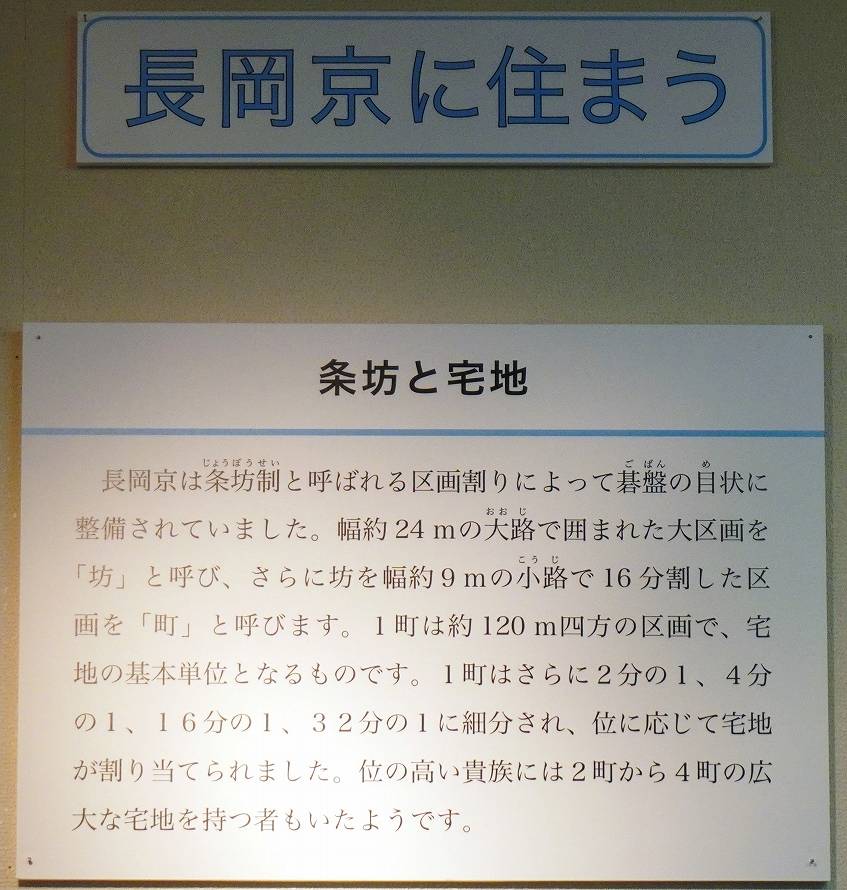 長岡京に住まう
条坊と宅地
長岡京は条坊制と呼ばれる区画割りによって碁盤の目状に
整備されていました。幅約24mの大路で囲まれた大区画を
「坊」と呼び、さらに坊を幅約9mの小路で16分割した区
画を「町」と呼びます。1町は約120m四方の区画で、宅
地の基本単位となるものです。1町はさらに2分の1、4分
の1、16分の1、32分の1に細分され、位に応じて宅地
が割り当てられました。位の高い貴族には2町から4町の広
大な宅地を持つ者もいたようです。